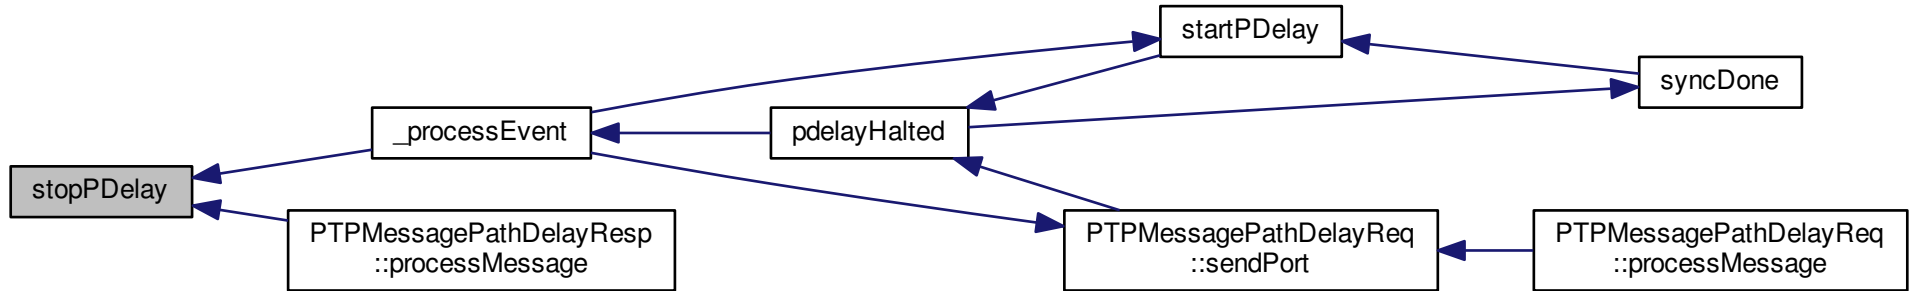 startPDelay
syncDone
_processEvent
pdelayHalted
stopPDelay
PTPMessagePathDelayResp
::processMessage
PTPMessagePathDelayReq
::sendPort
PTPMessagePathDelayReq
::processMessage